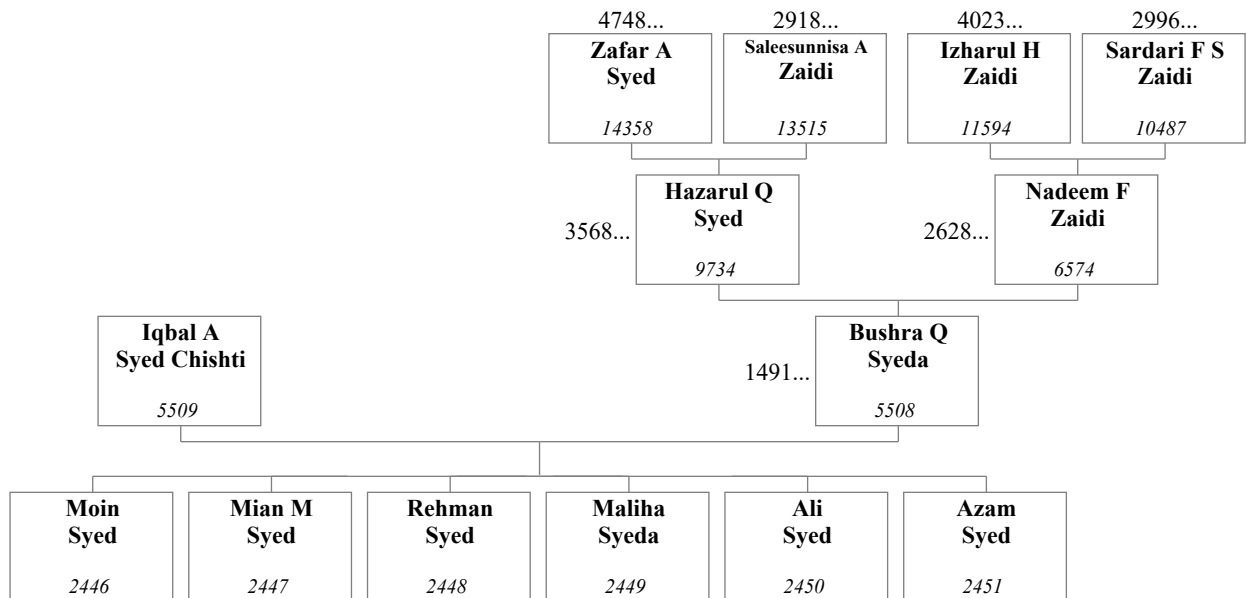 4748... 2918... 4023... 2996...
Zafar A
Syed
14358
Saleesunnisa A
Zaidi
13515
Izharul H
Zaidi
11594
Sardari F S
Zaidi
10487
3568...
Hazarul Q
Syed
9734
2628...
Nadeem F
Zaidi
6574
Iqbal A
Syed Chishti
5509
1491...
Bushra Q
Syeda
5508
Moin
Syed
2446
Mian M
Syed
2447
Rehman
Syed
2448
Maliha
Syeda
2449
Ali
Syed
2450
Azam
Syed
2451